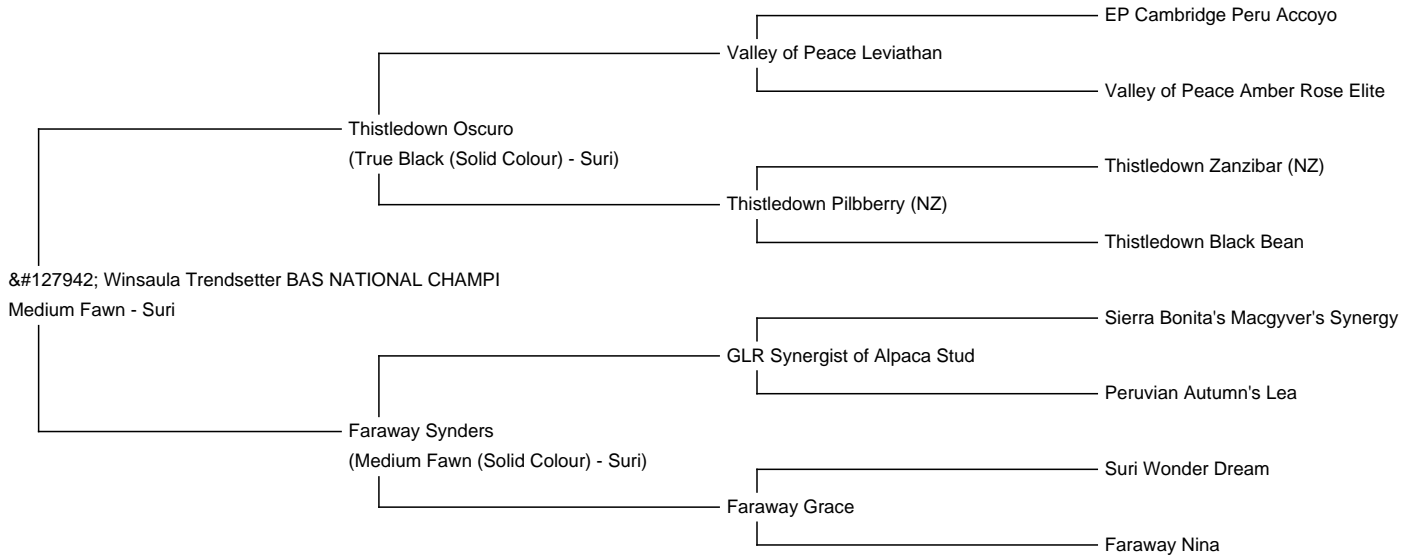 EP Cambridge Peru Accoyo
Valley of Peace Leviathan
Valley of Peace Amber Rose Elite
Thistledown Oscuro
(True Black (Solid Colour) - Suri)
Thistledown Zanzibar (NZ)
Thistledown Pilbberry (NZ)
Thistledown Black Bean
&#127942; Winsaula Trendsetter BAS NATIONAL CHAMPI
Medium Fawn - Suri
Sierra Bonita's Macgyver's Synergy
GLR Synergist of Alpaca Stud
Peruvian Autumn's Lea
Faraway Synders
(Medium Fawn (Solid Colour) - Suri)
Suri Wonder Dream
Faraway Grace
Faraway Nina